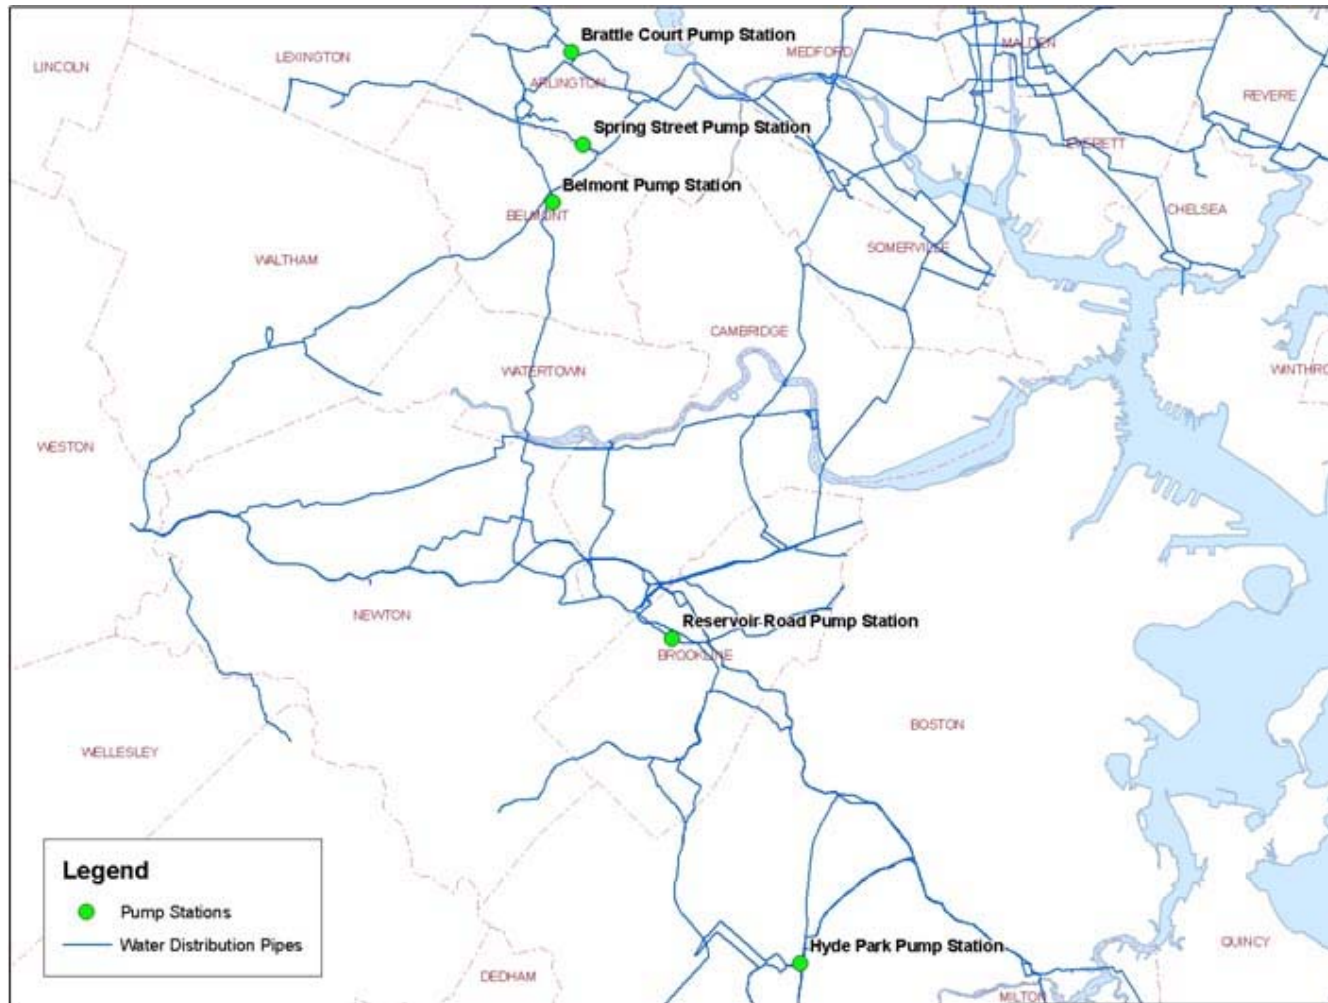 Brattle Court Pump Station
MALDEN
MEDFORD
LEXINGTON
LINCOLN
ARLINGTON
REVERE
Spring Street Pump Station
EVERETT
Belmont Pump Station
BELMONT
CHELSEA
SOMERVILLE
WALTHAM
CAMBRIDGE
WATERTOWN
WINTHRO
WESTON
NEWTON
Reservoir Road Pump Station
BROOKLINE
BOSTON
WELLESLEY
Legend
Pump Stations
Water Distribution Pipes
Hyde Park Pump Station
QUINCY
DEDHAM
MILTON